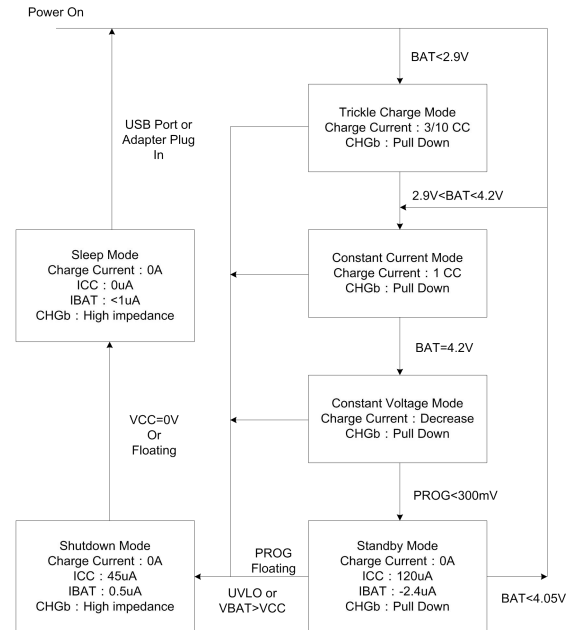 Power On
BAT<2.9V
Trickle Charge Mode
Charge Current : 3/10 CC
CHGb : Pull Down
USB Port or
Adapter Plug
In
2.9V<BAT<4.2V
Sleep Mode
Charge Current : 0A
ICC : 0uA
IBAT : <1uA
CHGb : High impedance
Constant Current Mode
Charge Current : 1 CC
CHGb : Pull Down
BAT=4.2V
VCC=0V
Or
Floating
Constant Voltage Mode
Charge Current : Decrease
CHGb : Pull Down
PROG<300mV
Shutdown Mode
Charge Current : 0A
ICC : 45uA
IBAT : 0.5uA
CHGb : High impedance
PROG
Floating
UVLO or
VBAT>VCC
Standby Mode
Charge Current : 0A
ICC : 120uA
IBAT : -2.4uA
CHGb : Pull Down
BAT<4.05V